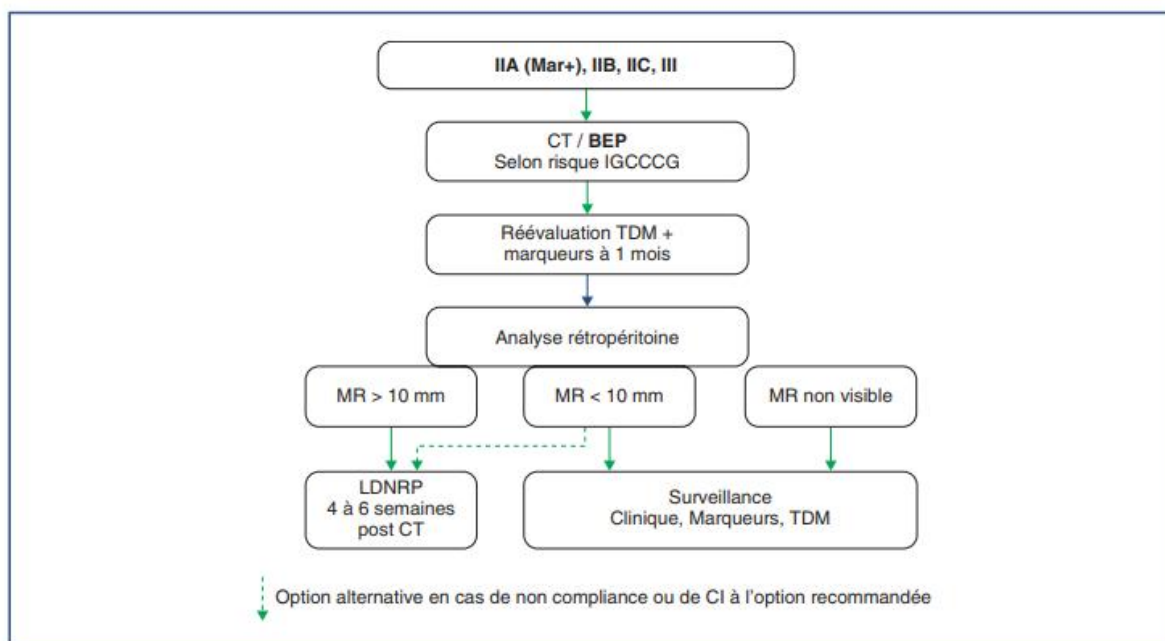 IIA (Mar+), IIB, IIC, III
CT / BEP
Selon risque IGCCCG
Réévaluation TDM +
marqueurs à 1 mois
Analyse rétropéritoine
MR > 10 mm
MR < 10 mm
MR non visible
LDNRP
4 à 6 semaines
post CT
Surveillance
Clinique, Marqueurs, TDM
Option alternative en cas de non compliance ou de CI à l'option recommandée